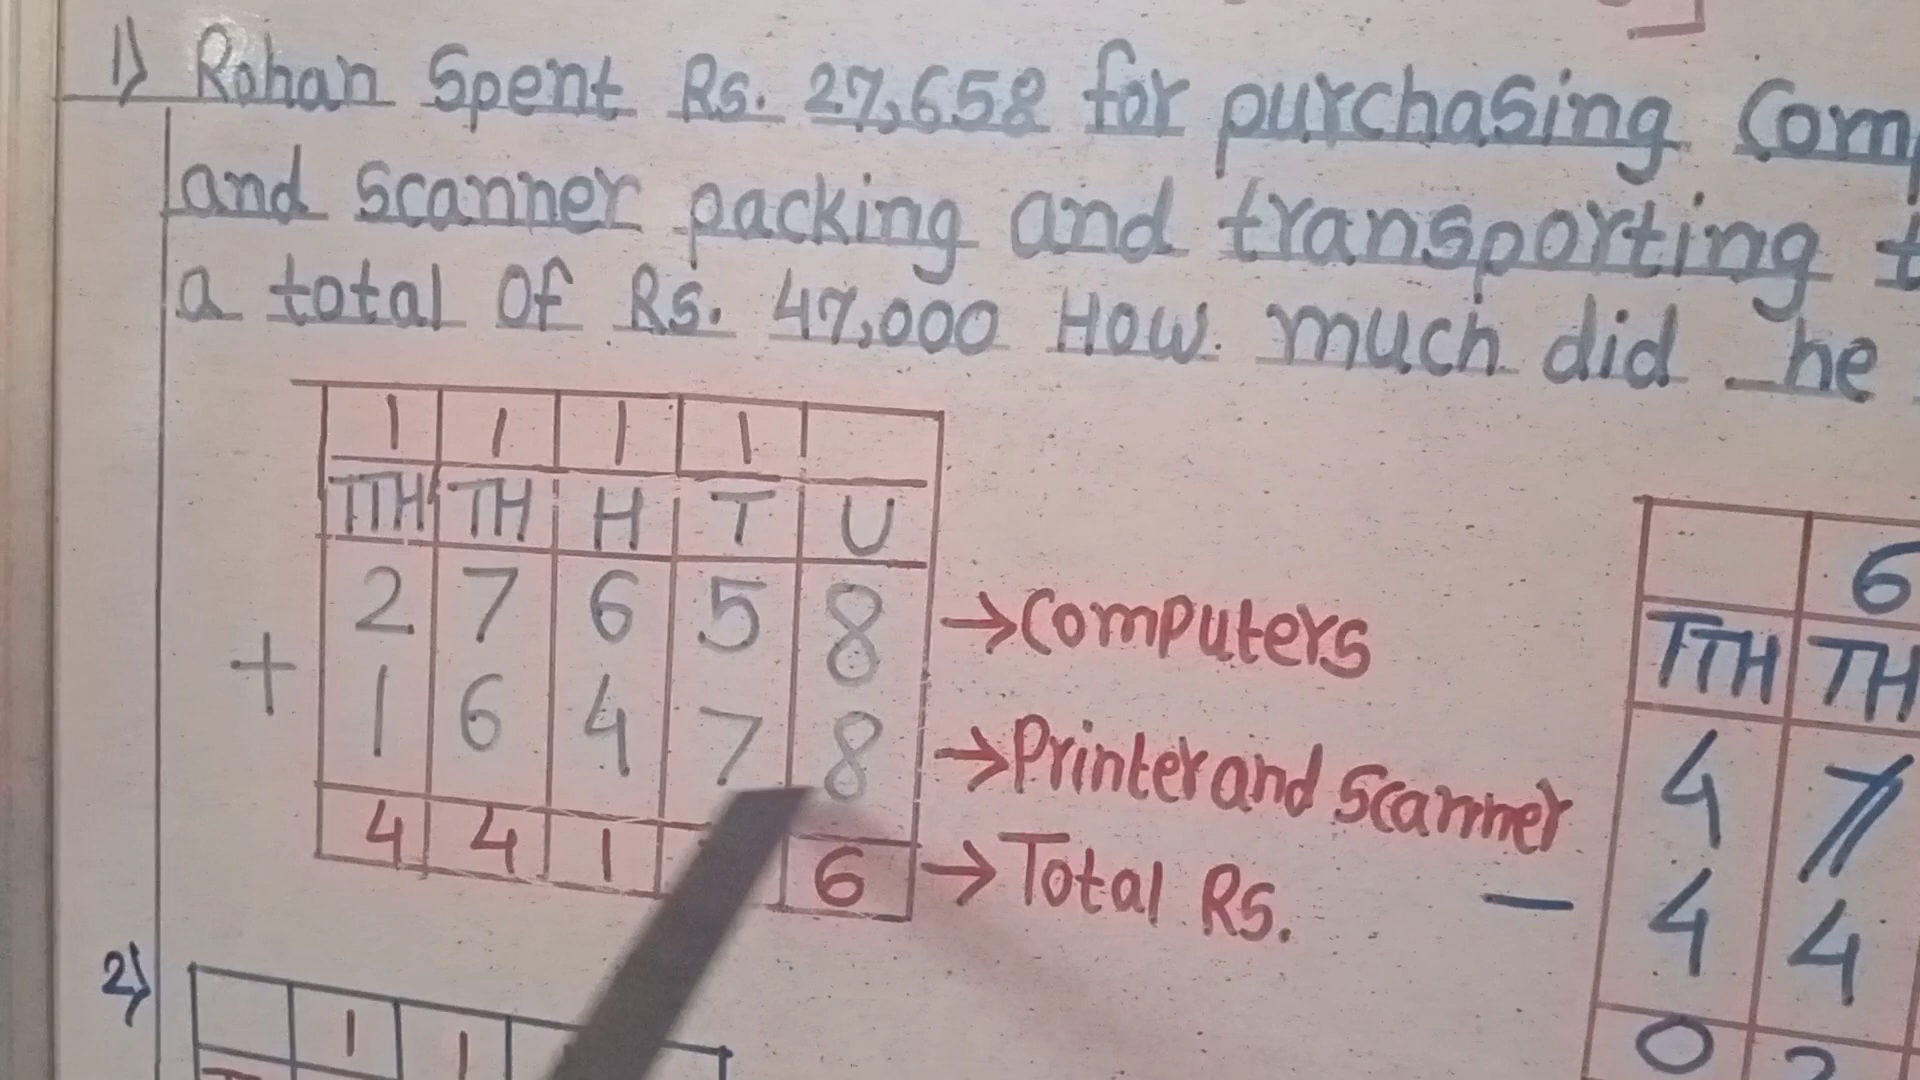 1) Rohan Spent Rs. 27,658 for purchasing
and scanner packing and transporting
a total of Rs. 47,000 How much did he
1 1 1 1
TTH TH H T U
2 7 6 5 8 →Computers
+ 1 6 4 7 8 →Printer and Scanner
4 4 1 6 →Total Rs.
6
TTH TH
4 7
- 4 4
0 2
2)
1 1